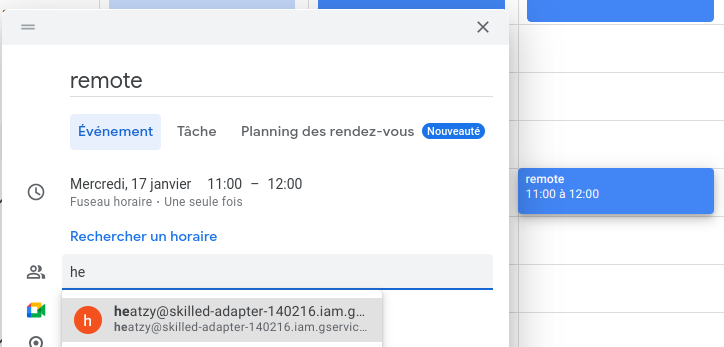 remote
Événement Tâche Planning des rendez-vous Nouveauté
Mercredi, 17 janvier 11:00 – 12:00
Fuseau horaire • Une seule fois
Rechercher un horaire
he
h
heatzy@skilled-adapter-140216.iam.g...
heatzy@skilled-adapter-140216.iam.gservic...
remote
11:00 à 12:00